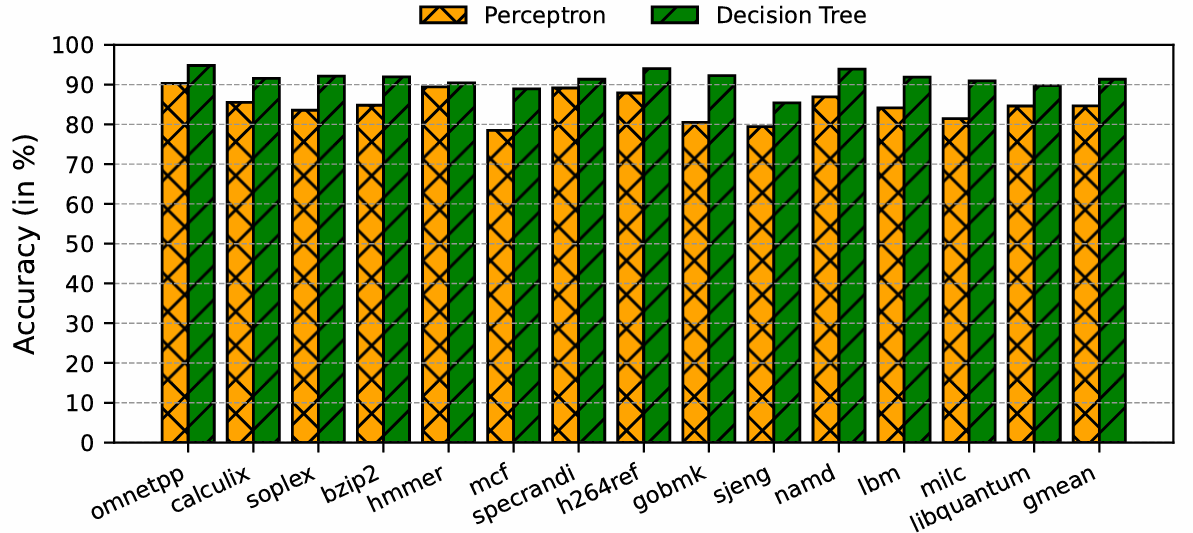 Perceptron
Decision Tree
Accuracy (in %)
100
90
80
70
60
50
40
30
20
10
0
omnetpp
calculix
soplex
bzip2
hmmer
mcf
specrandi
h264ref
gobmk
sjeng
namd
lbm
milc
libquantum
gmean